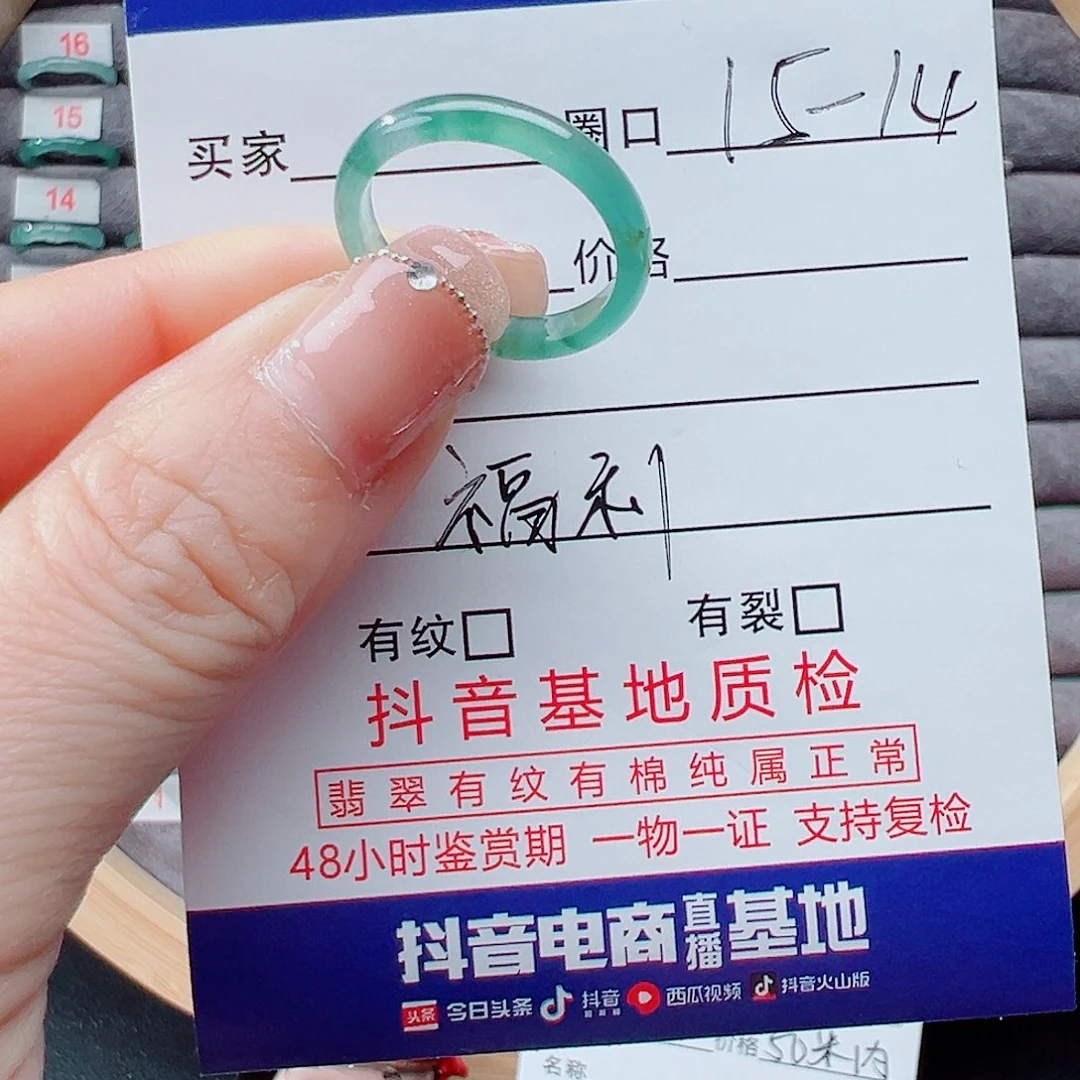 16
15
14
买家 圈口 15-14
价格
福利
有纹□ 有裂□
抖音基地质检
翡翠有纹有棉纯属正常
48小时鉴赏期 一物一证 支持复检
抖音电商直播基地
头条 今日头条 抖音 西瓜视频 抖音火山版
价格 50米内
名称